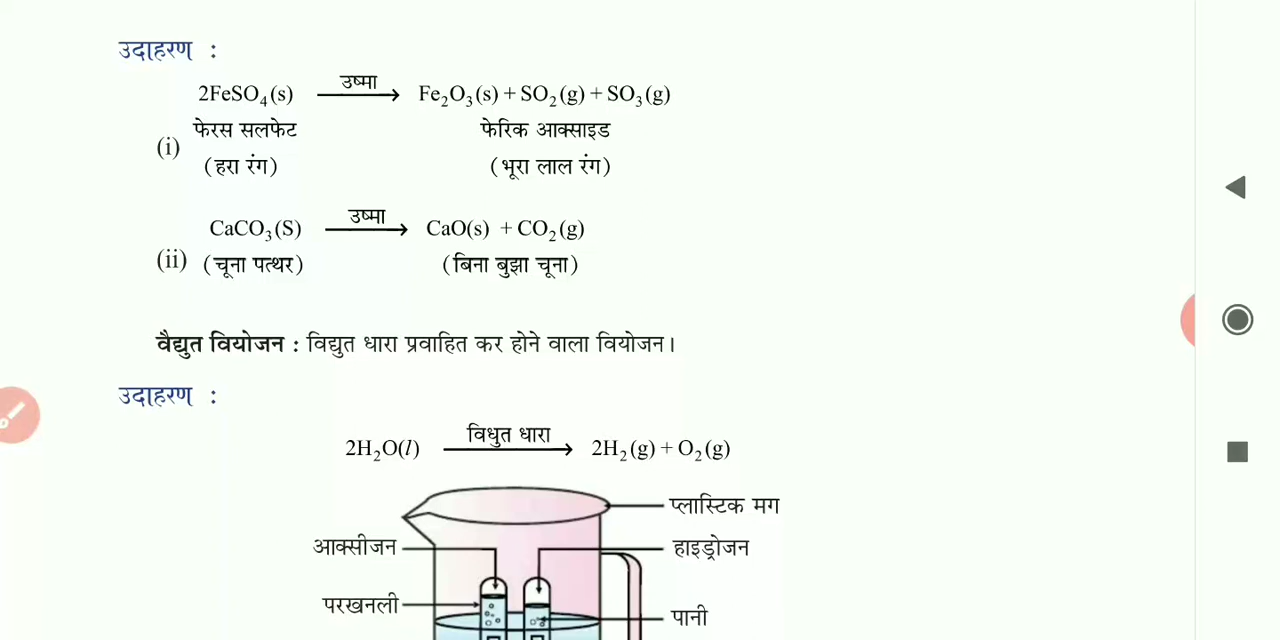 उदाहरण :
2FeSO₄(s) —उष्मा→ Fe₂O₃(s) + SO₂(g) + SO₃(g)
फेरस सलफेट फेरिक आक्साइड
(i) (हरा रंग) (भूरा लाल रंग)
CaCO₃(S) —उष्मा→ CaO(s) + CO₂(g)
(ii) (चूना पत्थर) (बिना बुझा चूना)
वैद्युत वियोजन : विद्युत धारा प्रवाहित कर होने वाला वियोजन।
उदाहरण :
2H₂O(l) —विधुत धारा→ 2H₂(g) + O₂(g)
प्लास्टिक मग
आक्सीजन हाइड्रोजन
परखनली पानी